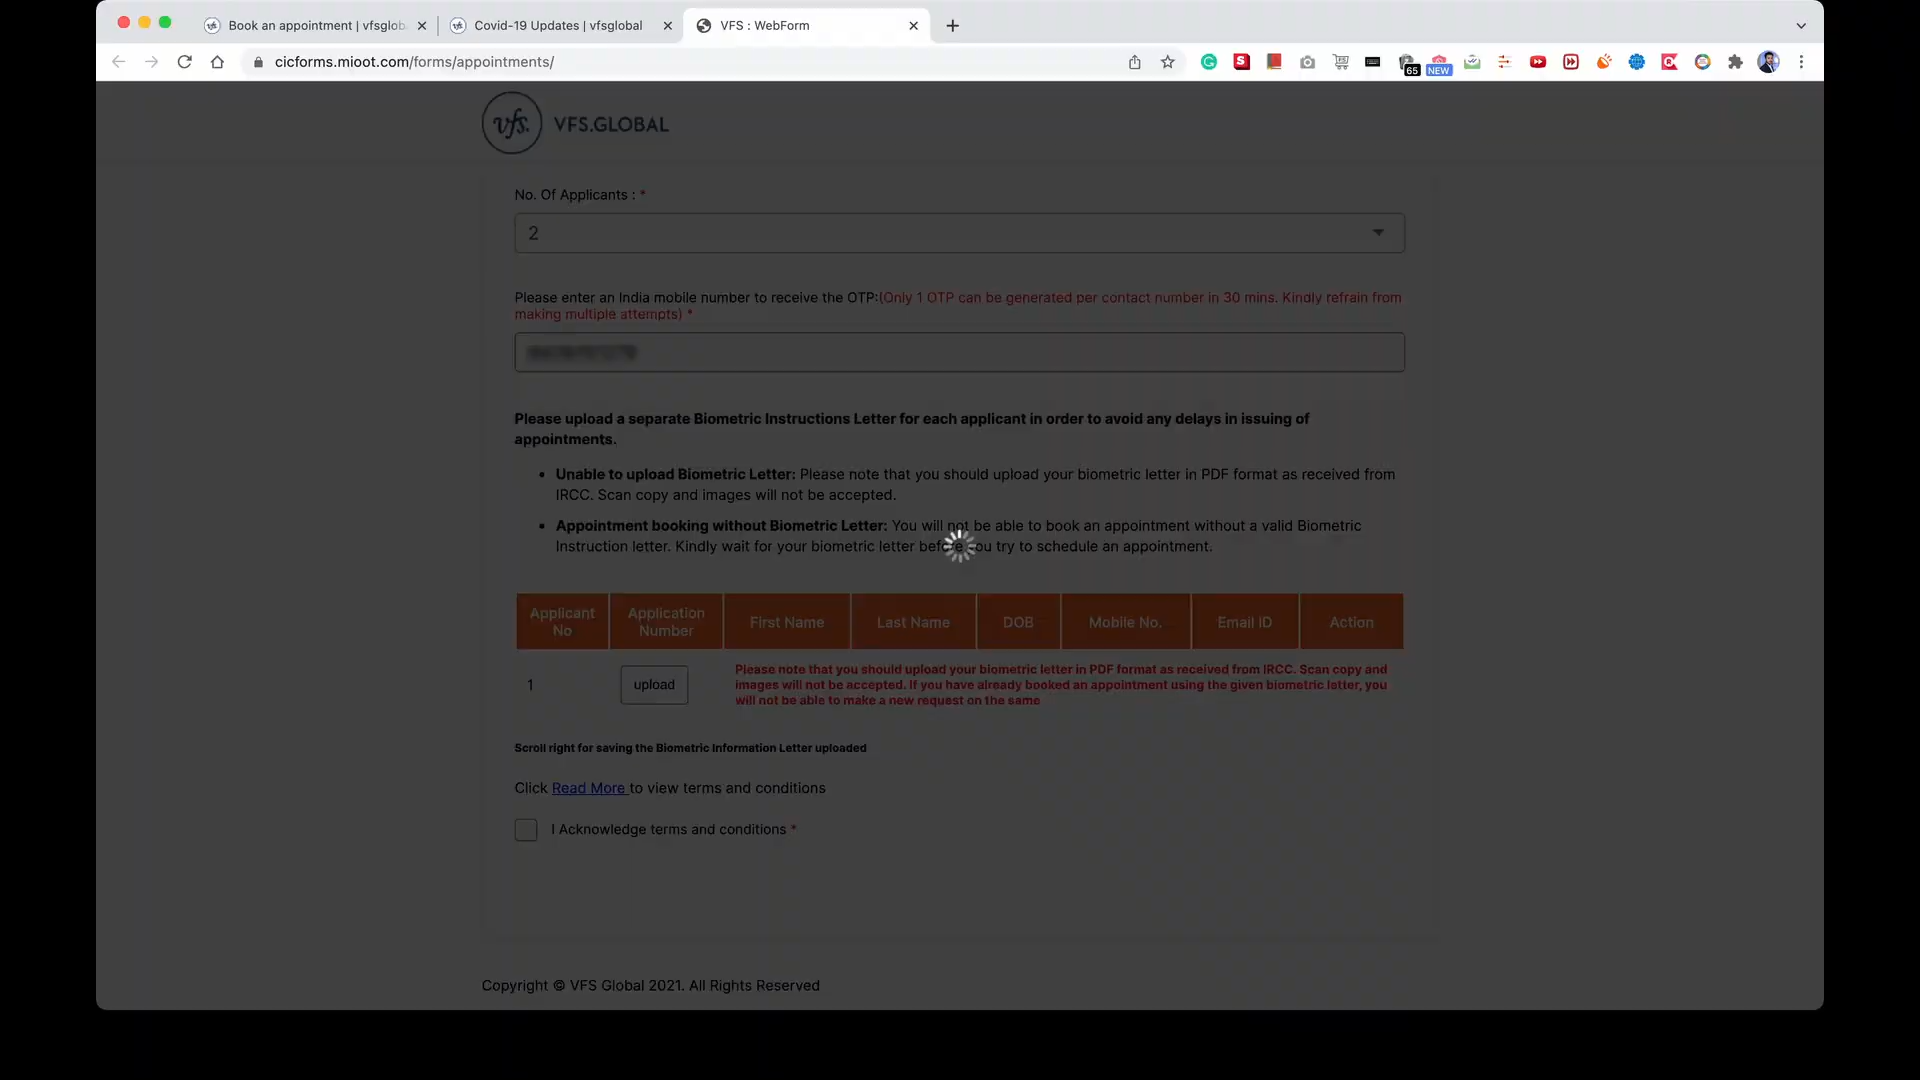 Book an appointment | vfsglob
Covid-19 Updates | vfsglobal
VFS : WebForm
cicforms.mioot.com/forms/appointments/
65
NEW
vfs.
VFS.GLOBAL
No. Of Applicants : *
2
Please enter an India mobile number to receive the OTP:(Only 1 OTP can be generated per contact number in 30 mins. Kindly refrain from
making multiple attempts) *
Please upload a separate Biometric Instructions Letter for each applicant in order to avoid any delays in issuing of
appointments.
• Unable to upload Biometric Letter: Please note that you should upload your biometric letter in PDF format as received from
IRCC. Scan copy and images will not be accepted.
• Appointment booking without Biometric Letter: You will not be able to book an appointment without a valid Biometric
Instruction letter. Kindly wait for your biometric letter before you try to schedule an appointment.
Applicant No Application Number First Name Last Name DOB Mobile No. Email ID Action
1 upload
Please note that you should upload your biometric letter in PDF format as received from IRCC. Scan copy and
images will not be accepted. If you have already booked an appointment using the given biometric letter, you
will not be able to make a new request on the same
Scroll right for saving the Biometric Information Letter uploaded
Click Read More to view terms and conditions
I Acknowledge terms and conditions *
Copyright © VFS Global 2021. All Rights Reserved